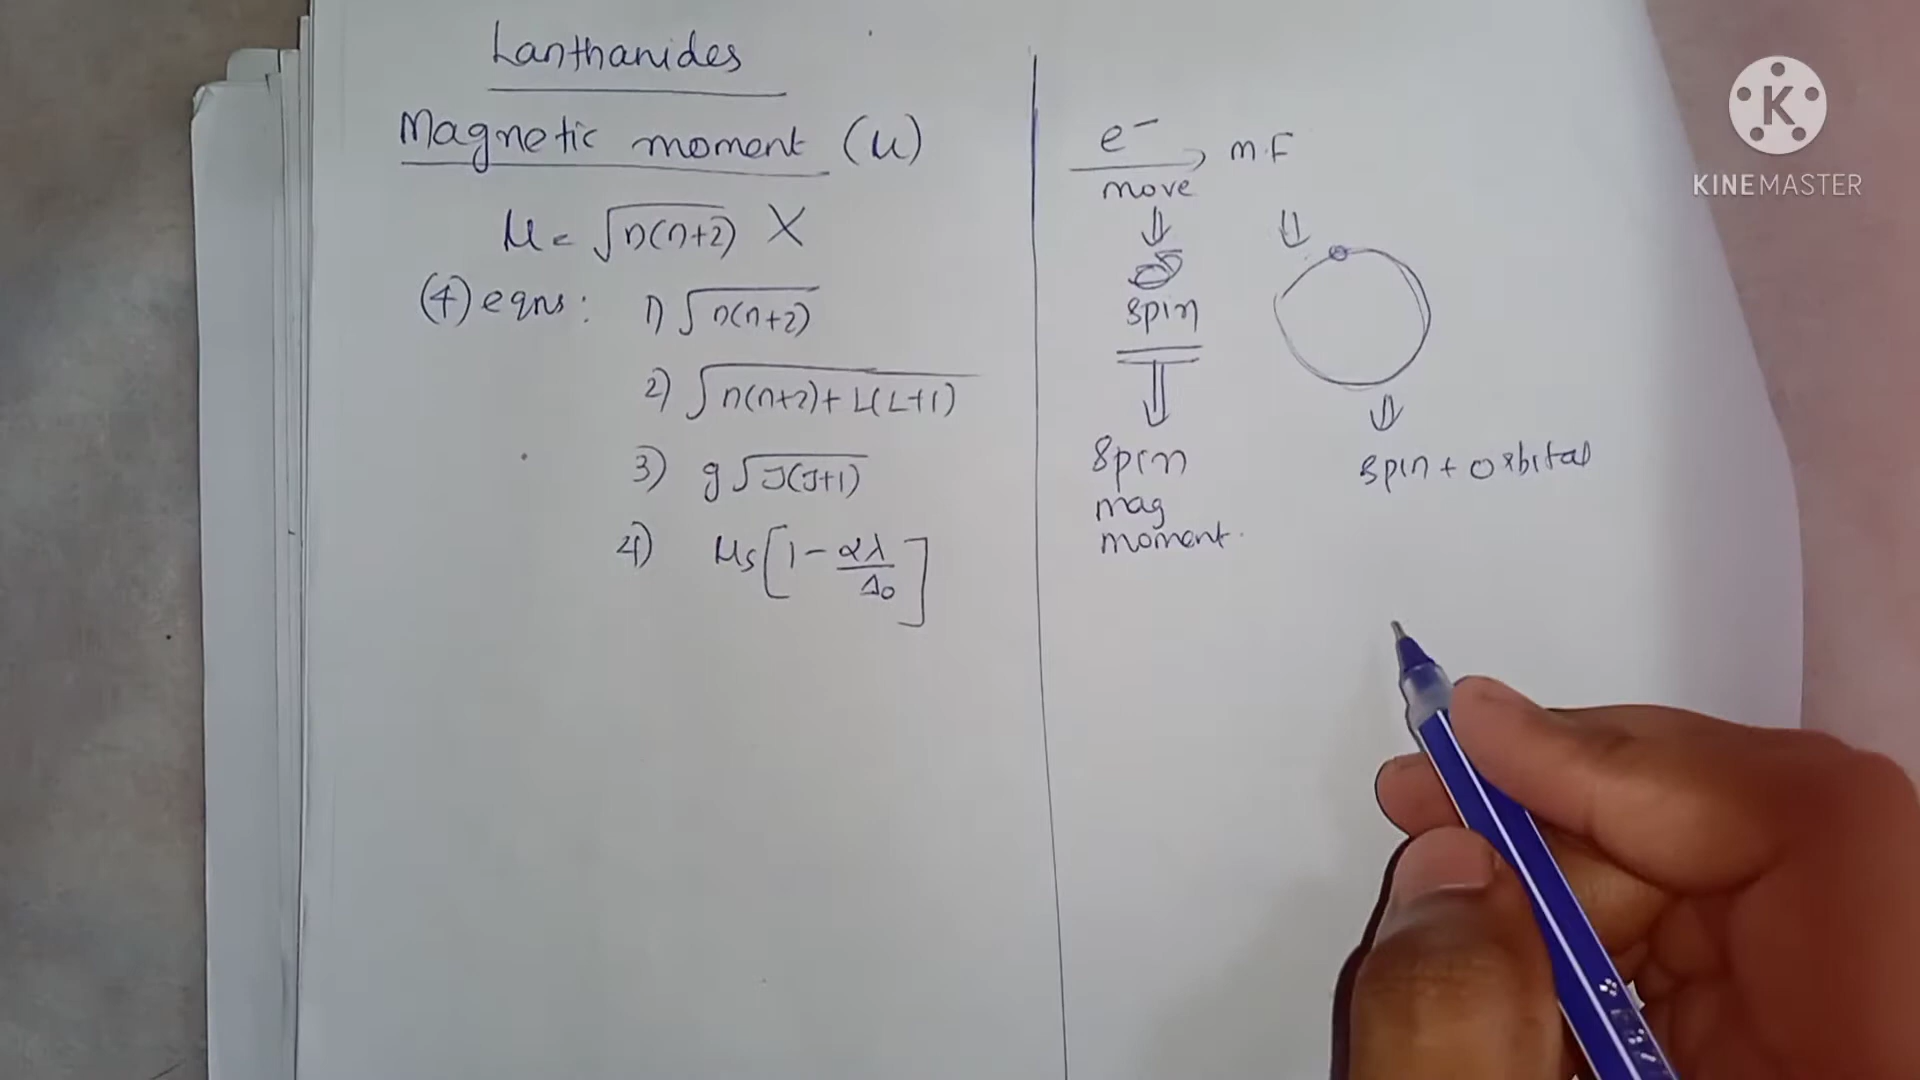 Lanthanides
Magnetic moment (μ)
μ = √n(n+2) X
(4) eqns: 1) √n(n+2)
2) √n(n+2)+L(L+1)
3) g√J(J+1)
4) μs[1-αλ/Δo]
e⁻
move → m.F
⇓ ⇓
spin
⇓ ⇓
spin
mag
moment.
spin + orbital
K
KINEMASTER